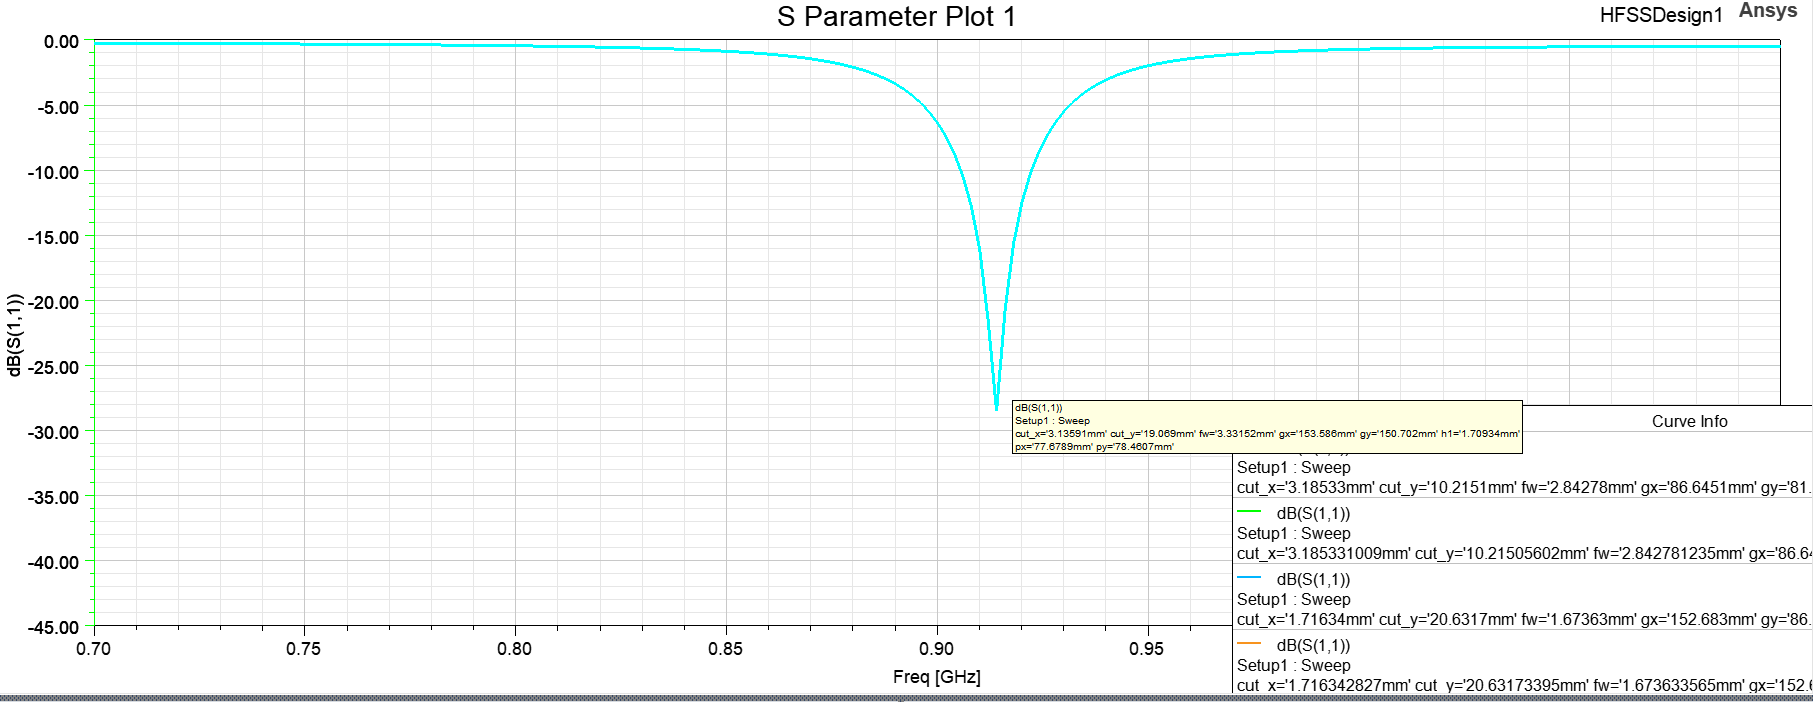 S Parameter Plot 1
HFSSDesign1
Ansys
0.00
-5.00
-10.00
-15.00
-20.00
-25.00
-30.00
-35.00
-40.00
-45.00
dB(S(1,1))
0.70
0.75
0.80
0.85
0.90
0.95
Freq [GHz]
dB(S(1,1))
Setup1 : Sweep
cut_x='3.13591mm' cut_y='19.069mm' fw='3.33152mm' gx='153.586mm' gy='150.702mm' h1='1.70934mm'
px='77.6789mm' py='78.4607mm'
Curve Info
Setup1 : Sweep
cut_x='3.18533mm' cut_y='10.2151mm' fw='2.84278mm' gx='86.6451mm' gy='81.
dB(S(1,1))
Setup1 : Sweep
cut_x='3.185331009mm' cut_y='10.21505602mm' fw='2.842781235mm' gx='86.64
dB(S(1,1))
Setup1 : Sweep
cut_x='1.71634mm' cut_y='20.6317mm' fw='1.67363mm' gx='152.683mm' gy='86.
dB(S(1,1))
Setup1 : Sweep
cut_x='1.716342827mm' cut_y='20.63173395mm' fw='1.673633565mm' gx='152.6